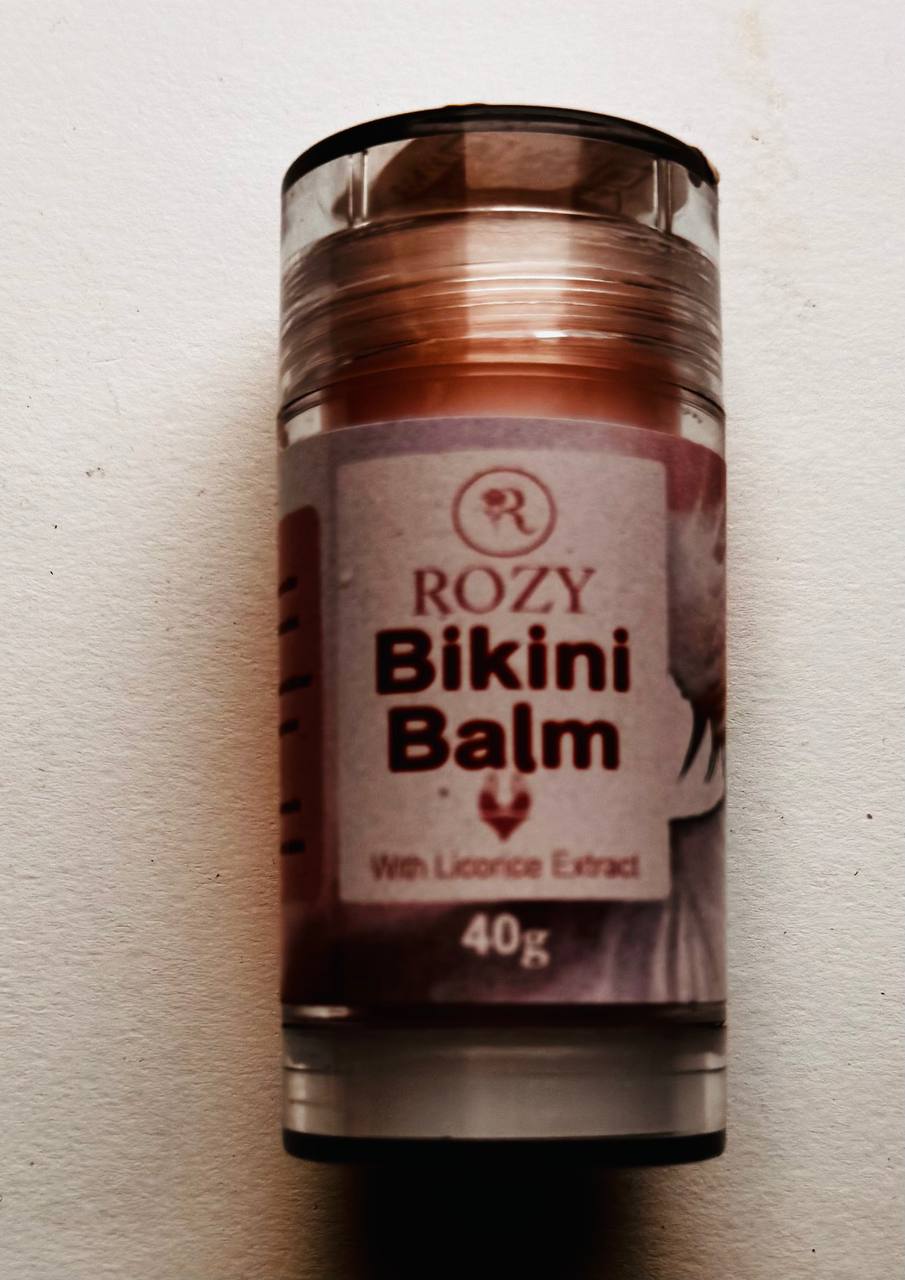 R
ROZY
Bikini
Balm
With Licorice Extract
40g